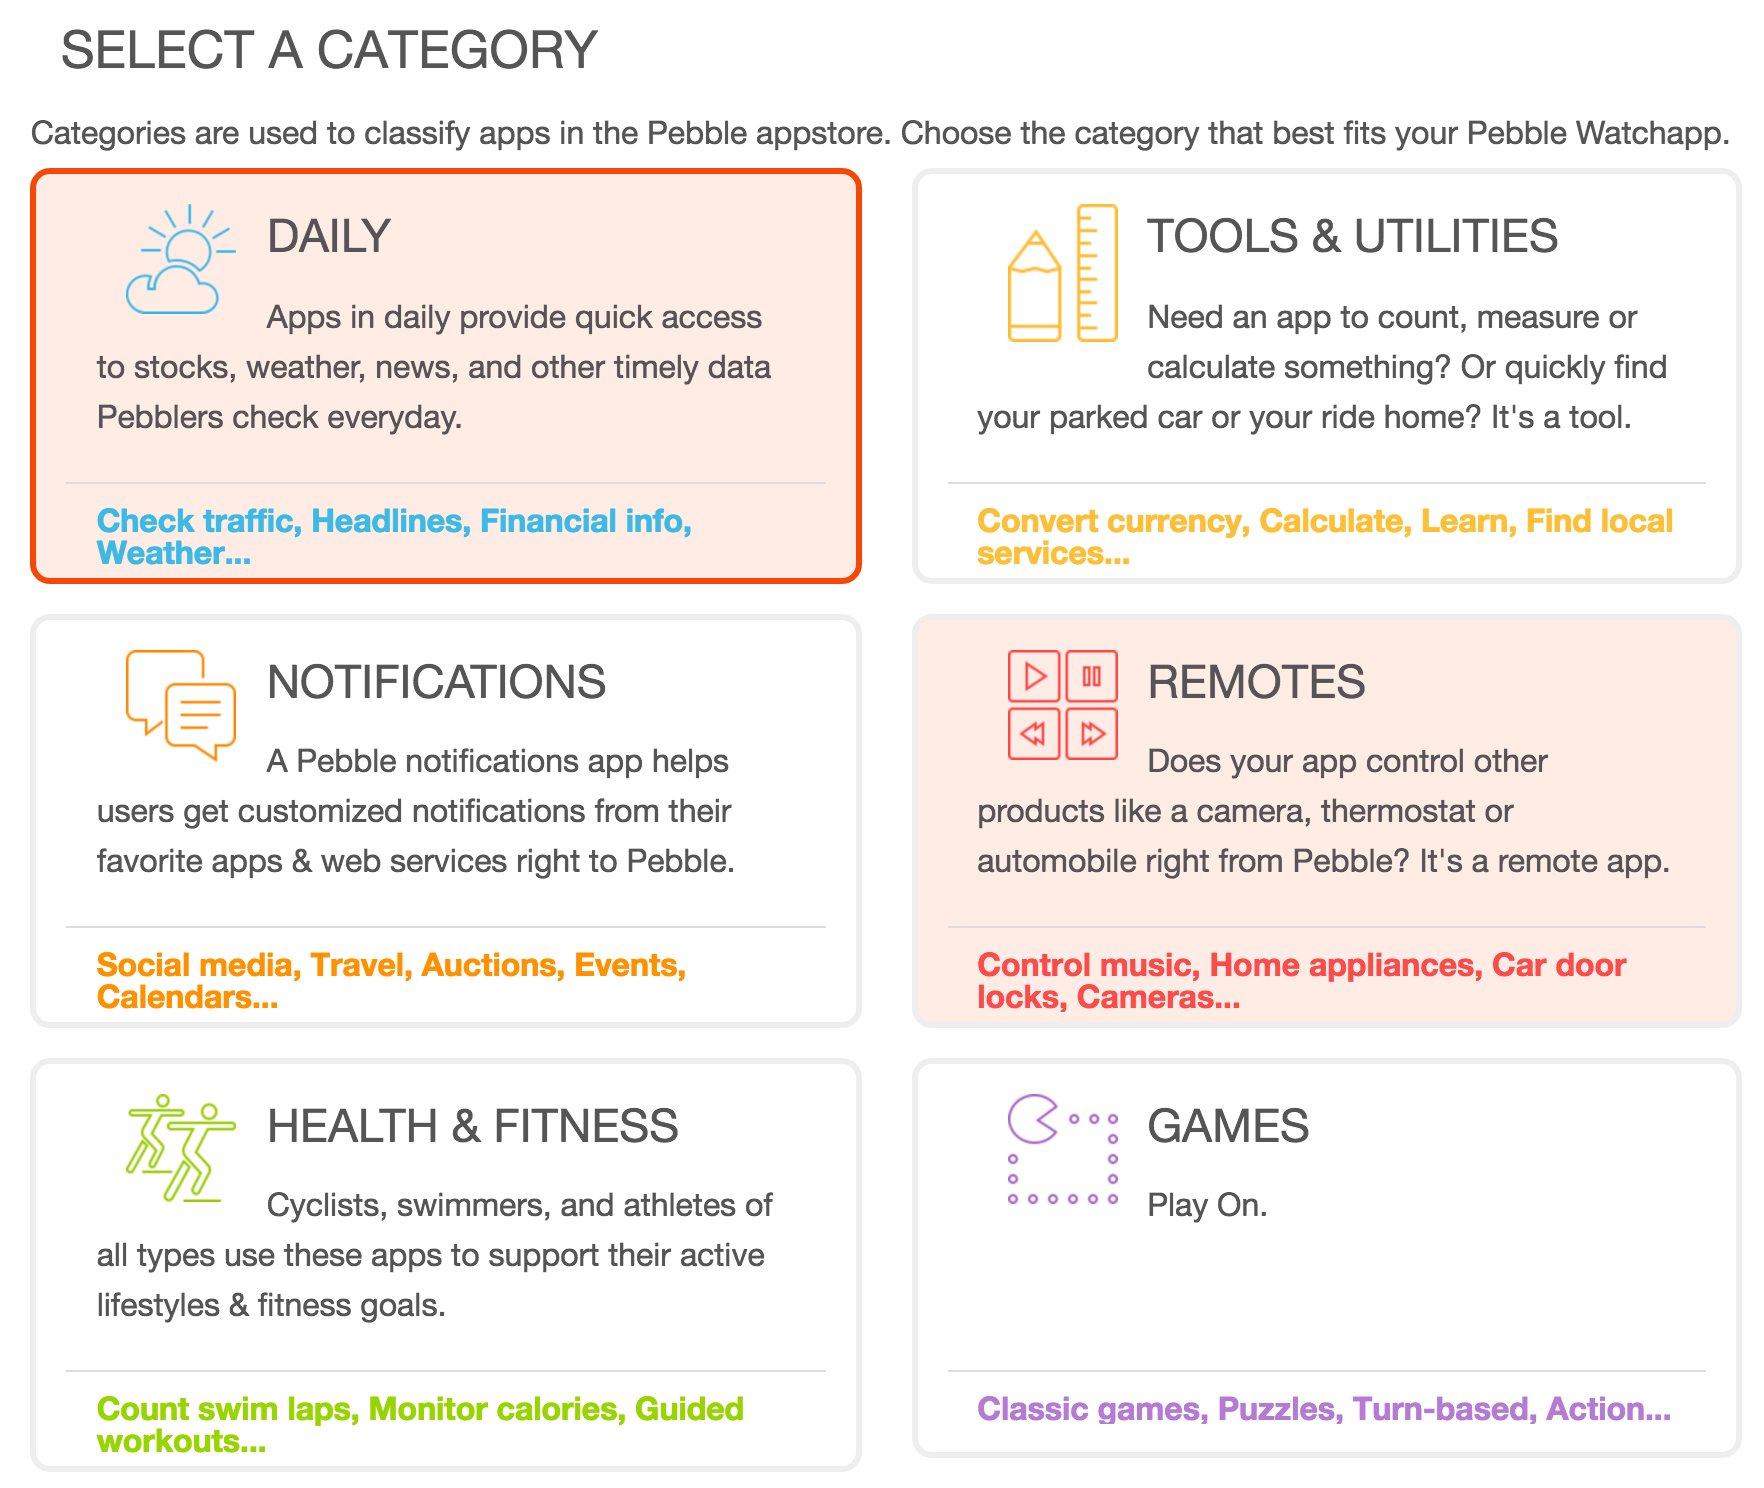 SELECT A CATEGORY
Categories are used to classify apps in the Pebble appstore. Choose the category that best fits your Pebble Watchapp.
DAILY
Apps in daily provide quick access
to stocks, weather, news, and other timely data
Pebblers check everyday.
Check traffic, Headlines, Financial info,
Weather...
TOOLS & UTILITIES
Need an app to count, measure or
calculate something? Or quickly find
your parked car or your ride home? It's a tool.
Convert currency, Calculate, Learn, Find local
services...
NOTIFICATIONS
A Pebble notifications app helps
users get customized notifications from their
favorite apps & web services right to Pebble.
Social media, Travel, Auctions, Events,
Calendars...
REMOTES
Does your app control other
products like a camera, thermostat or
automobile right from Pebble? It's a remote app.
Control music, Home appliances, Car door
locks, Cameras...
HEALTH & FITNESS
Cyclists, swimmers, and athletes of
all types use these apps to support their active
lifestyles & fitness goals.
Count swim laps, Monitor calories, Guided
workouts...
GAMES
Play On.
Classic games, Puzzles, Turn-based, Action...